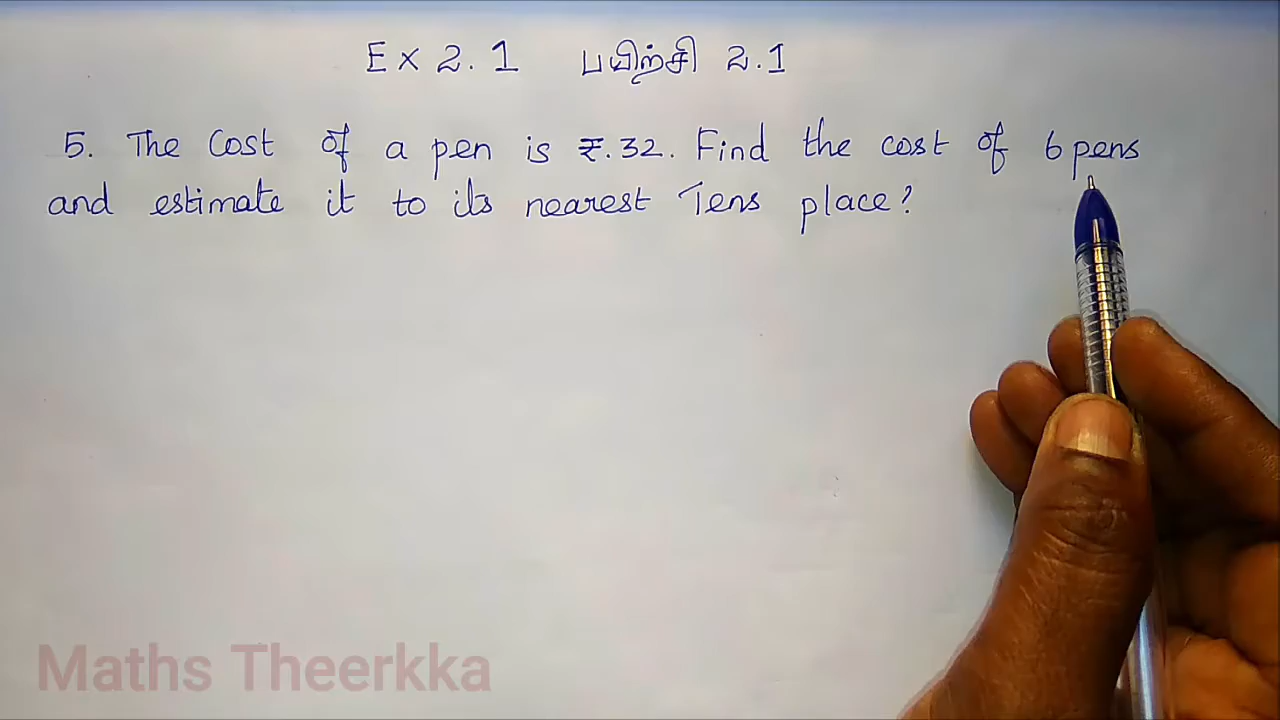 Ex 2.1 பயிற்சி 2.1
5. The Cost of a pen is ₹.32. Find the cost of 6 pens
and estimate it to its nearest Tens place?
Maths Theerkka